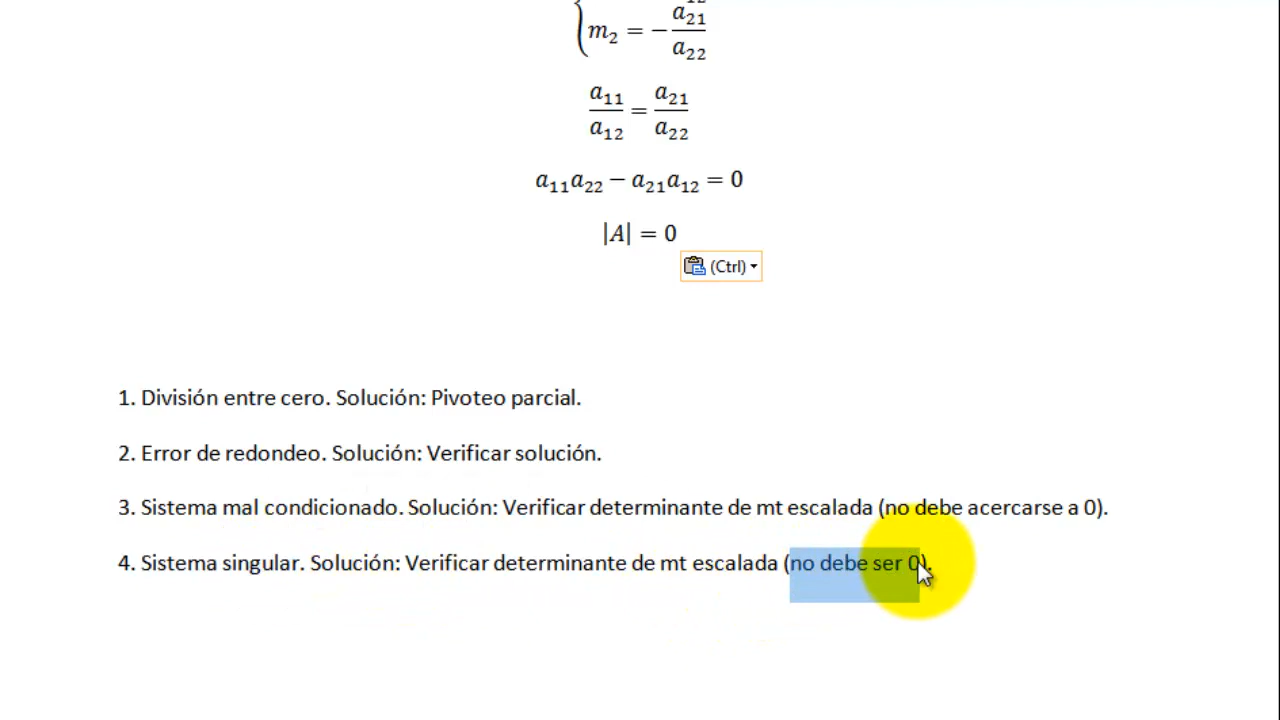 m₂ = −a₂₁/a₂₂
a₁₁/a₁₂ = a₂₁/a₂₂
a₁₁a₂₂ − a₂₁a₁₂ = 0
|A| = 0
(Ctrl)
1. División entre cero. Solución: Pivoteo parcial.
2. Error de redondeo. Solución: Verificar solución.
3. Sistema mal condicionado. Solución: Verificar determinante de mt escalada (no debe acercarse a 0).
4. Sistema singular. Solución: Verificar determinante de mt escalada (no debe ser 0).